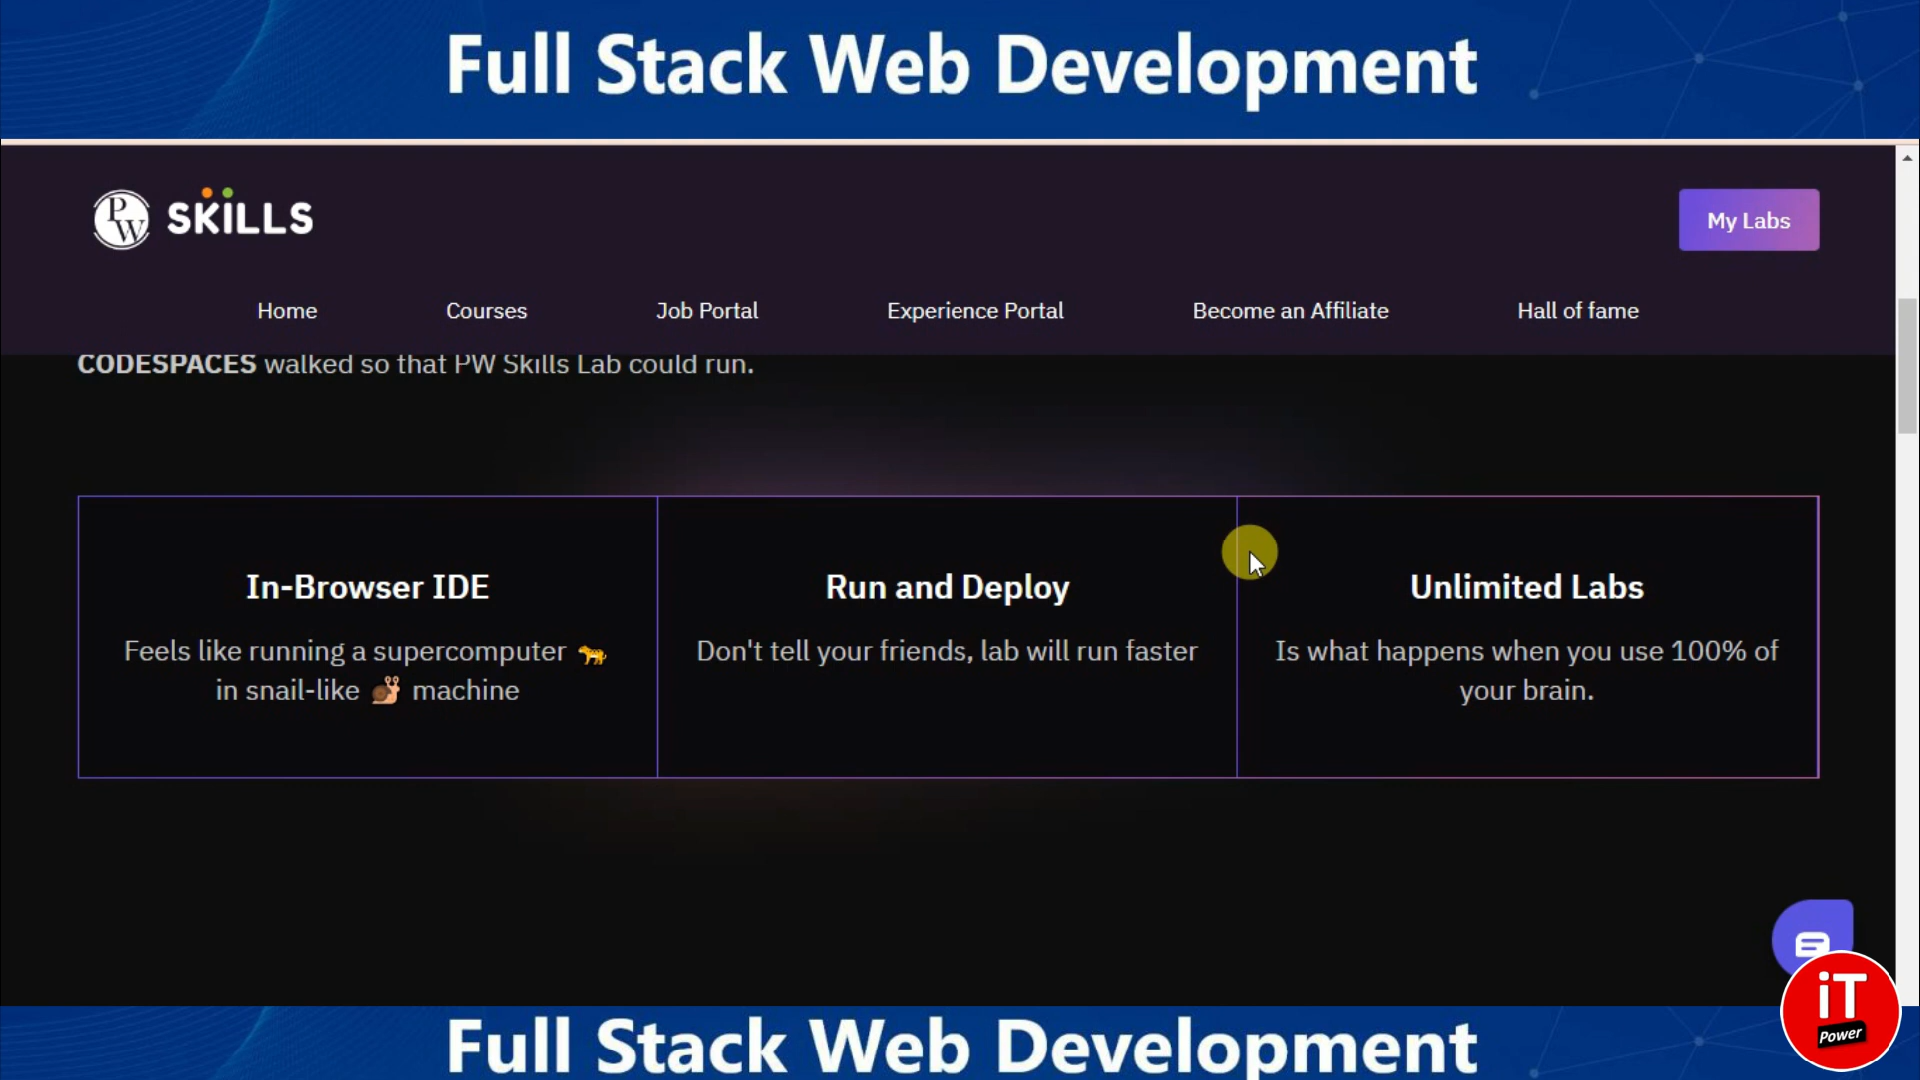 Full Stack Web Development
PW SKILLS
My Labs
Home Courses Job Portal Experience Portal Become an Affiliate Hall of fame
CODESPACES walked so that PW Skills Lab could run.
In-Browser IDE
Feels like running a supercomputer 🐆
in snail-like 🐌 machine
Run and Deploy
Don't tell your friends, lab will run faster
Unlimited Labs
Is what happens when you use 100% of
your brain.
iT
Power
Full Stack Web Development